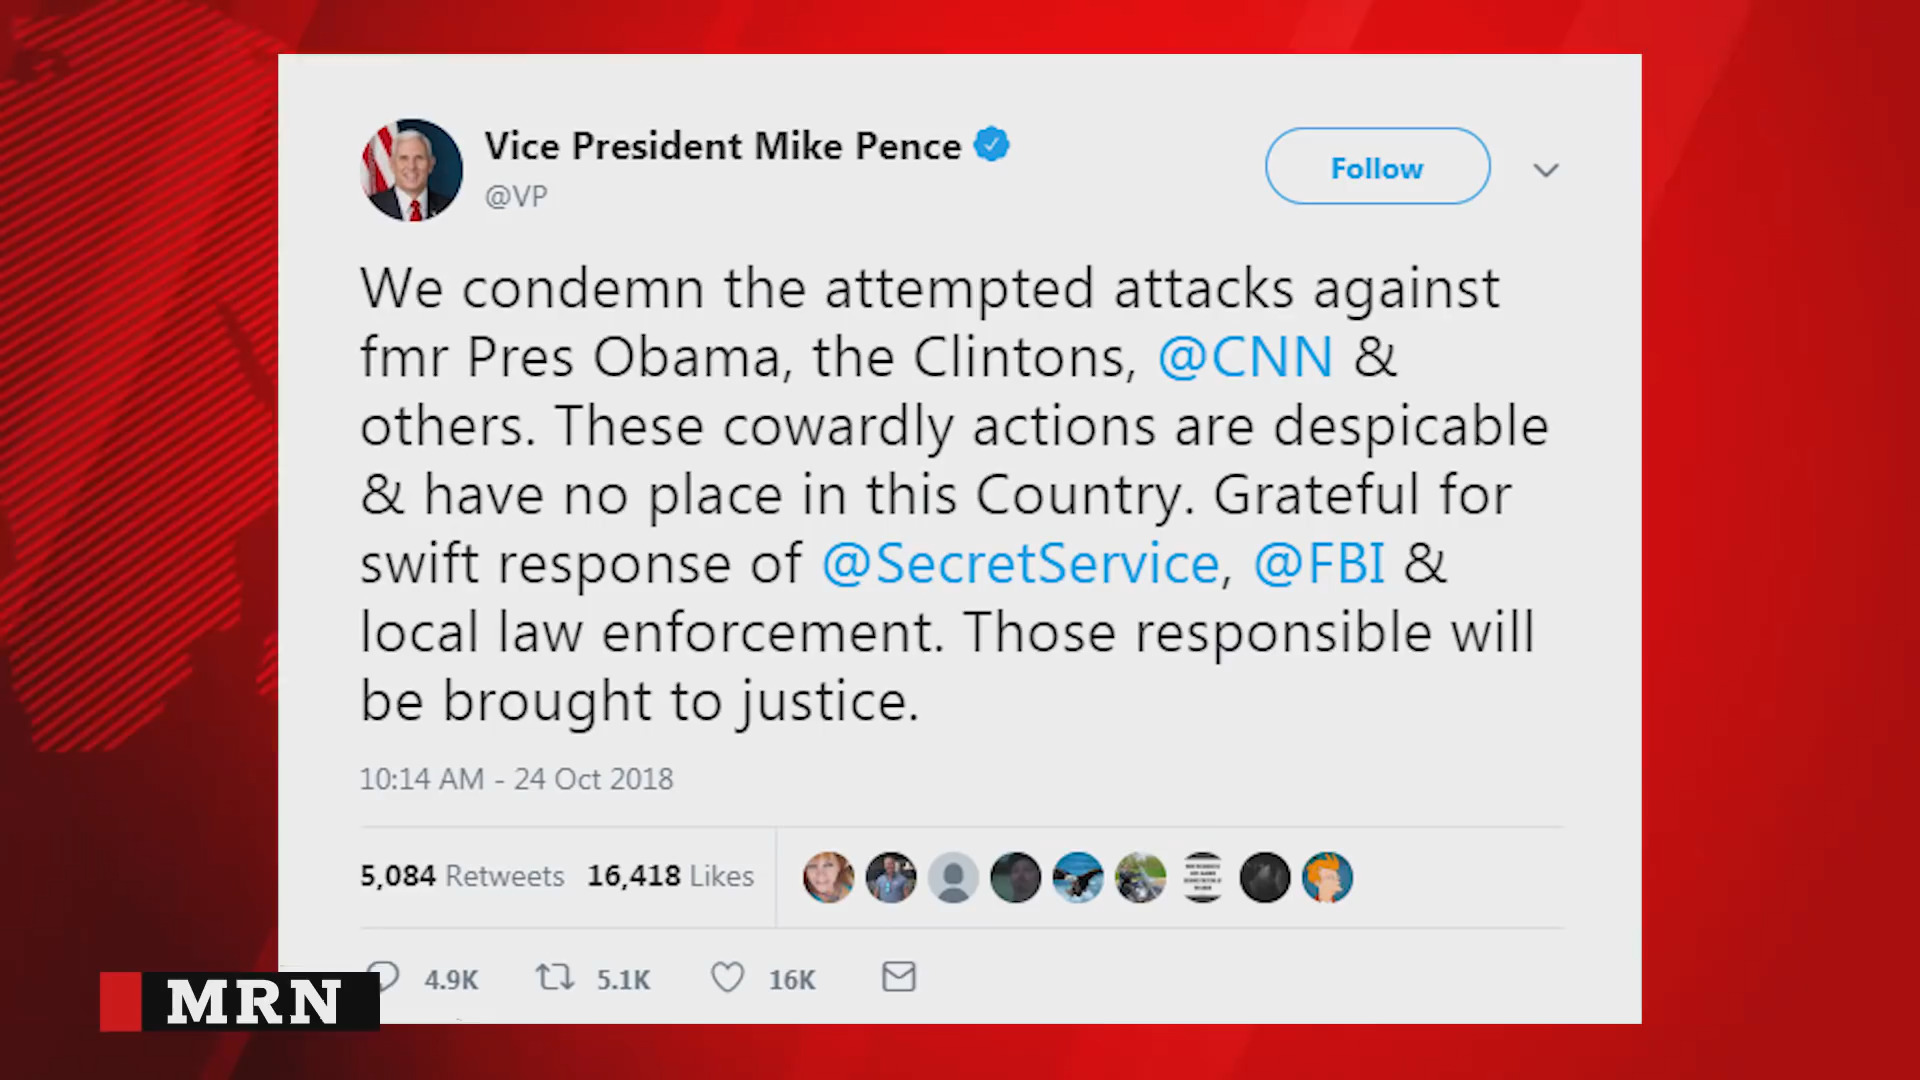 Vice President Mike Pence
@VP
Follow
We condemn the attempted attacks against
fmr Pres Obama, the Clintons, @CNN &
others. These cowardly actions are despicable
& have no place in this Country. Grateful for
swift response of @SecretService, @FBI &
local law enforcement. Those responsible will
be brought to justice.
10:14 AM - 24 Oct 2018
5,084 Retweets 16,418 Likes
4.9K 5.1K 16K
MRN